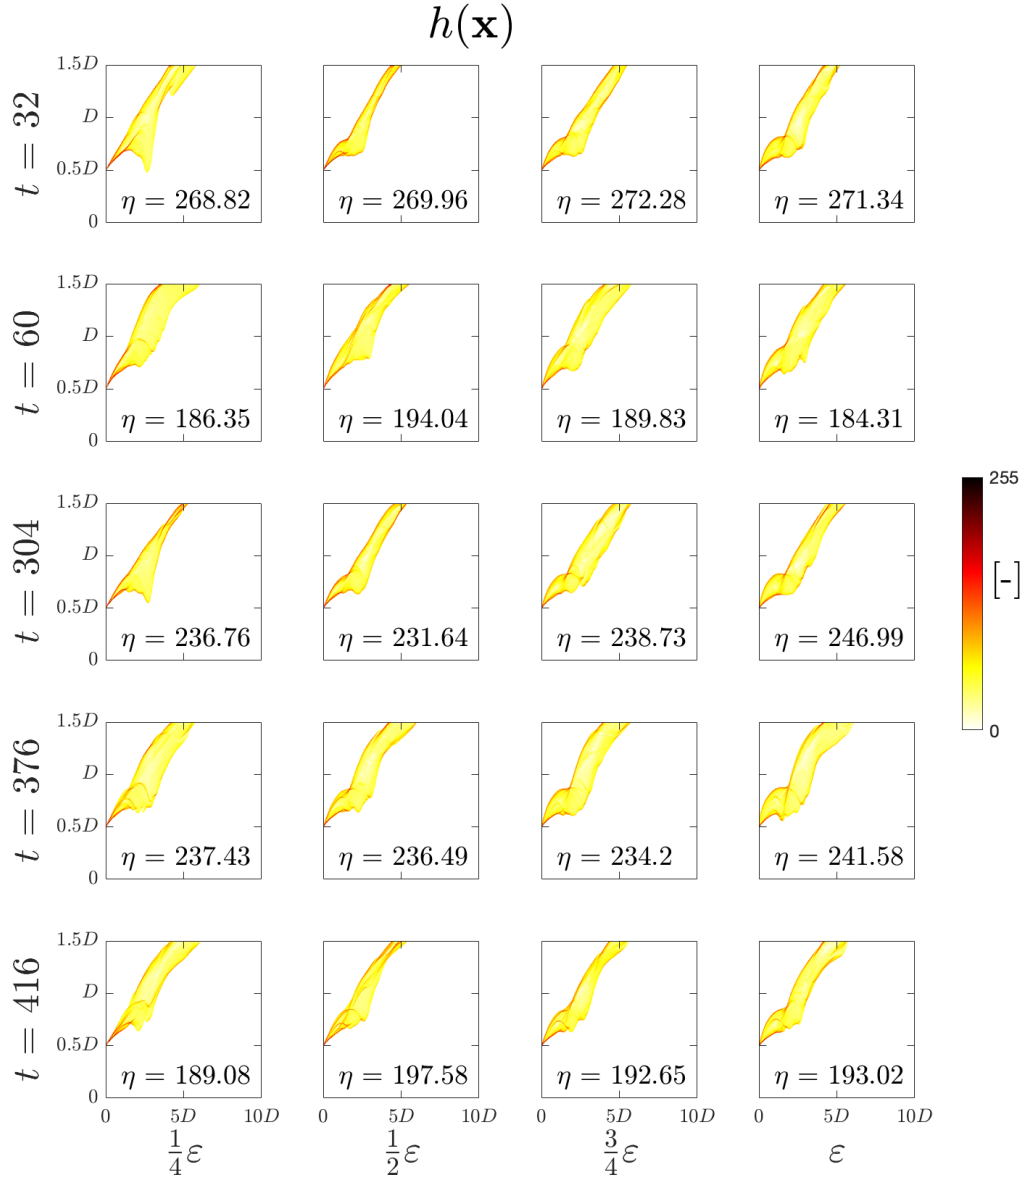 h(x)
t = 32
1.5D
D
0.5D
0
η = 268.82
η = 269.96
η = 272.28
η = 271.34
t = 60
1.5D
D
0.5D
0
η = 186.35
η = 194.04
η = 189.83
η = 184.31
t = 304
1.5D
D
0.5D
0
η = 236.76
η = 231.64
η = 238.73
η = 246.99
255
[-]
0
t = 376
1.5D
D
0.5D
0
η = 237.43
η = 236.49
η = 234.2
η = 241.58
t = 416
1.5D
D
0.5D
0
η = 189.08
η = 197.58
η = 192.65
η = 193.02
0 5D 10D
0 5D 10D
0 5D 10D
0 5D 10D
1/4 ε
1/2 ε
3/4 ε
ε